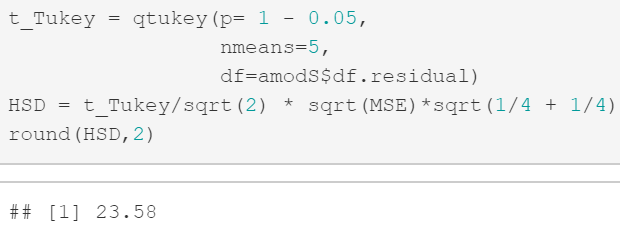 t_Tukey = qtukey(p= 1 - 0.05,
nmeans=5,
df=amodS$df.residual)
HSD = t_Tukey/sqrt(2) * sqrt(MSE)*sqrt(1/4 + 1/4)
round(HSD,2)
## [1] 23.58